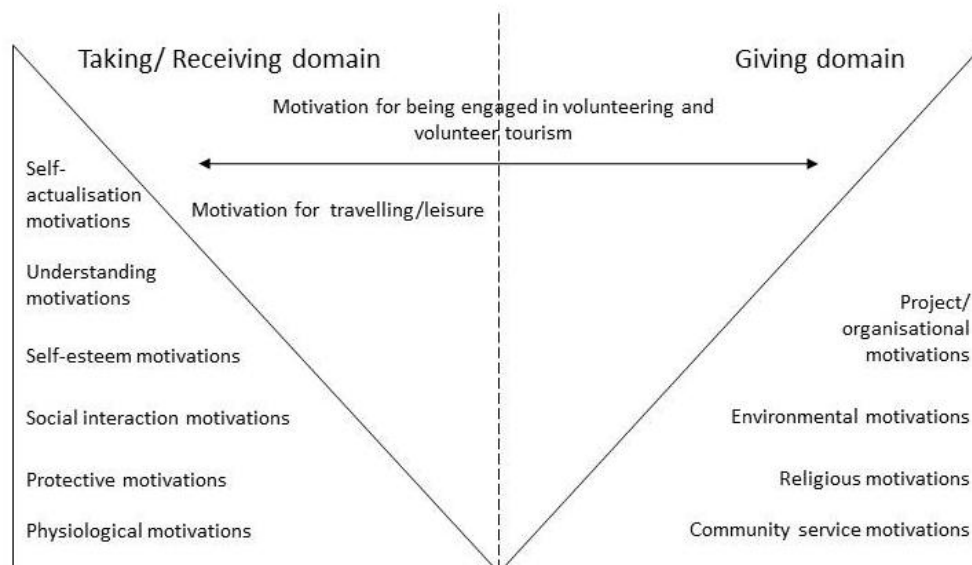 Taking/ Receiving domain
Giving domain
Motivation for being engaged in volunteering and
volunteer tourism
Self-
actualisation
motivations
Motivation for travelling/leisure
Understanding
motivations
Project/
organisational
motivations
Self-esteem motivations
Social interaction motivations
Environmental motivations
Protective motivations
Religious motivations
Physiological motivations
Community service motivations